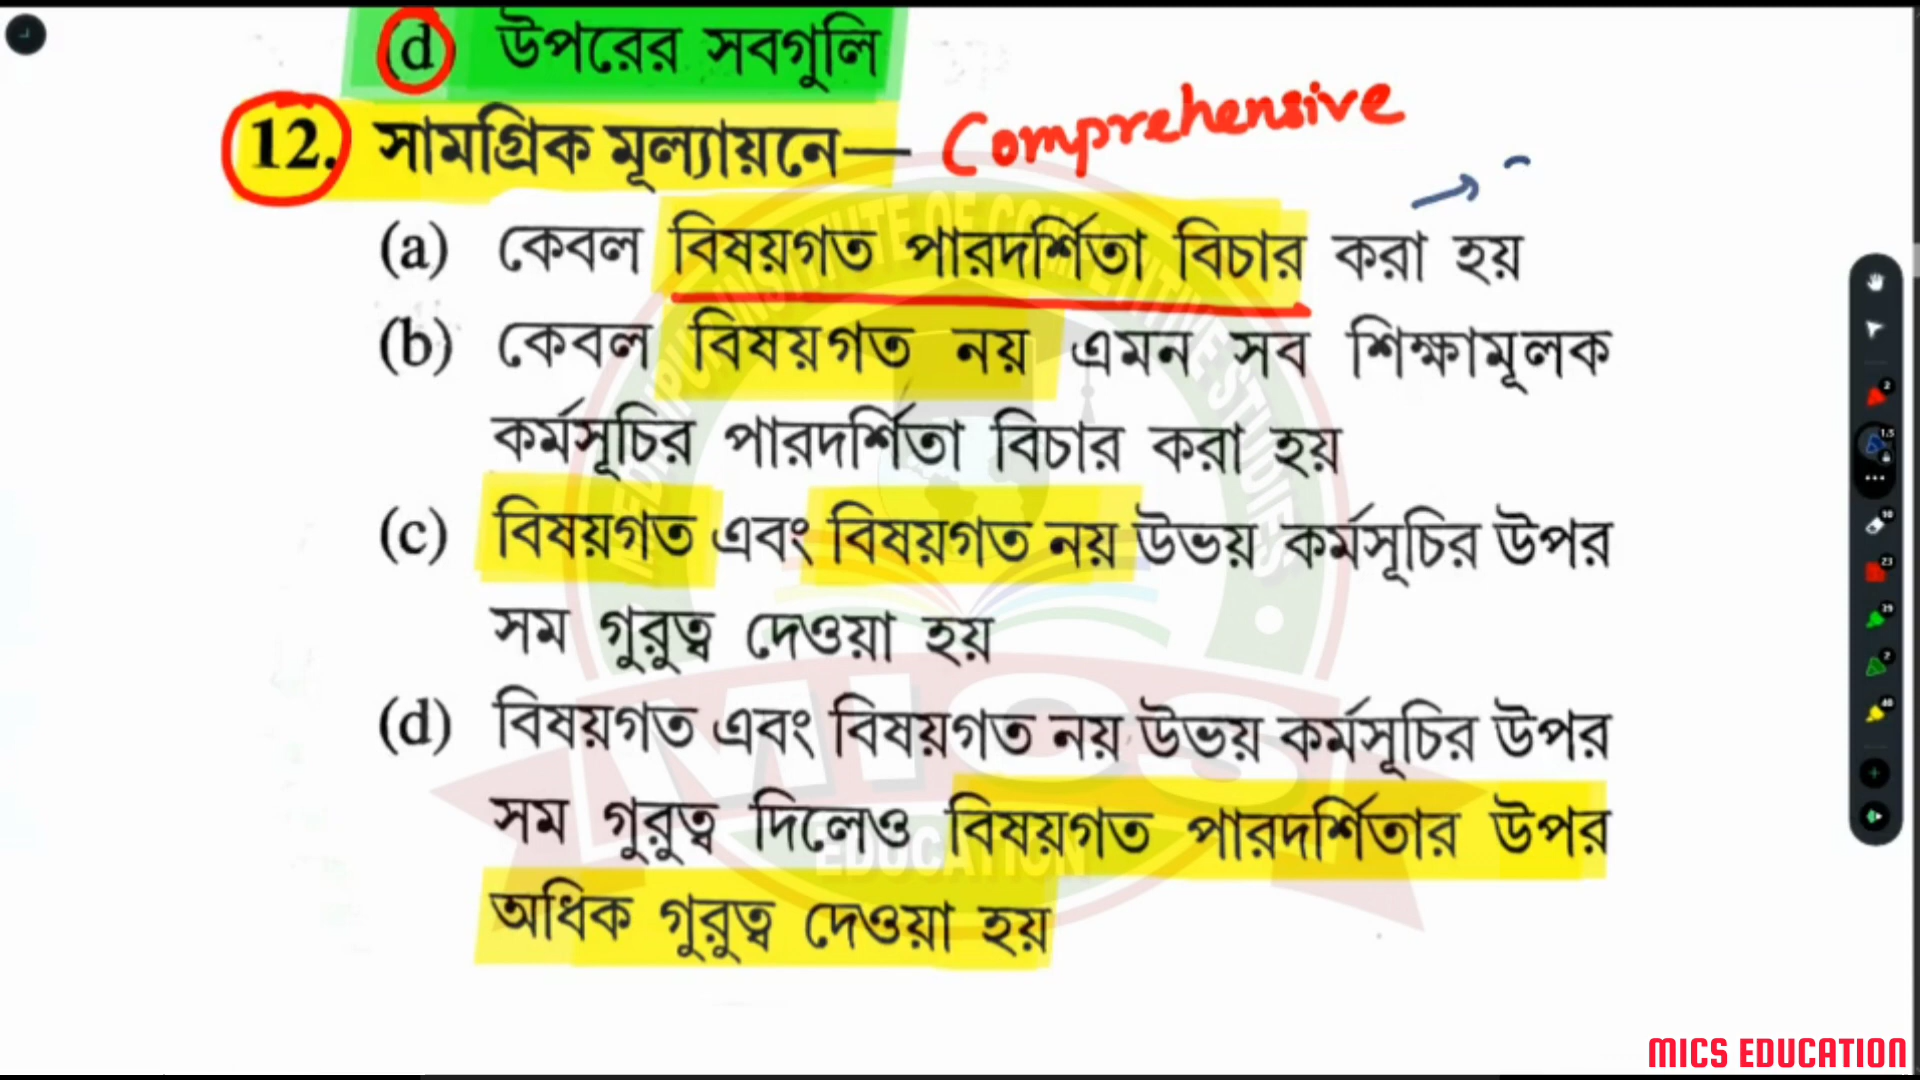 (d) উপরের সবগুলি
12. সামগ্রিক মূল্যায়নে— Comprehensive
(a) কেবল বিষয়গত পারদর্শিতা বিচার করা হয়
(b) কেবল বিষয়গত নয় এমন সব শিক্ষামূলক
কর্মসূচির পারদর্শিতা বিচার করা হয়
(c) বিষয়গত এবং বিষয়গত নয় উভয় কর্মসূচির উপর
সম গুরুত্ব দেওয়া হয়
(d) বিষয়গত এবং বিষয়গত নয় উভয় কর্মসূচির উপর
সম গুরুত্ব দিলেও বিষয়গত পারদর্শিতার উপর
অধিক গুরুত্ব দেওয়া হয়
MICS
EDUCATION
MICS EDUCATION